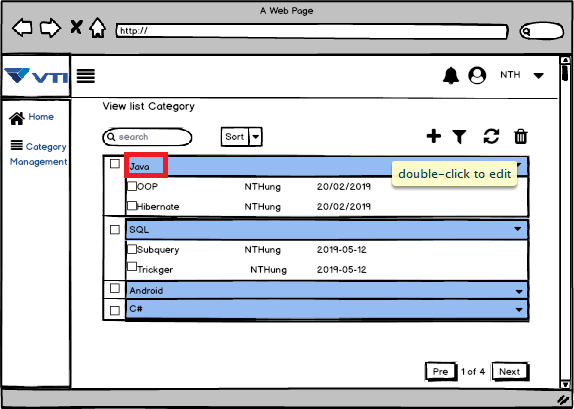 A Web Page
http://
VTI
NTH
Home
Category
Management
View list Category
search
Sort
Java
double-click to edit
OOP NTHung 20/02/2019
Hibernate NTHung 20/02/2019
SQL
Subquery NTHung 2019-05-12
Trickger NTHung 2019-05-12
Android
C#
Pre 1 of 4 Next